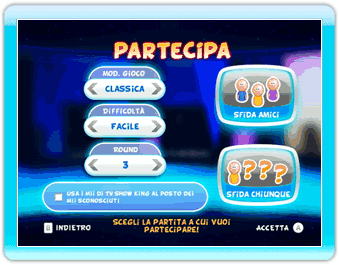 PARTECIPA
MOD. GIOCO
CLASSICA
DIFFICOLTÀ
FACILE
ROUND
3
SFIDA AMICI
????
SFIDA CHIUNQUE
USA I MII DI TV SHOW KING AL POSTO DEI
MII SCONOSCIUTI
INDIETRO
SCEGLI LA PARTITA A CUI VUOI
PARTECIPARE!
ACCETTA A